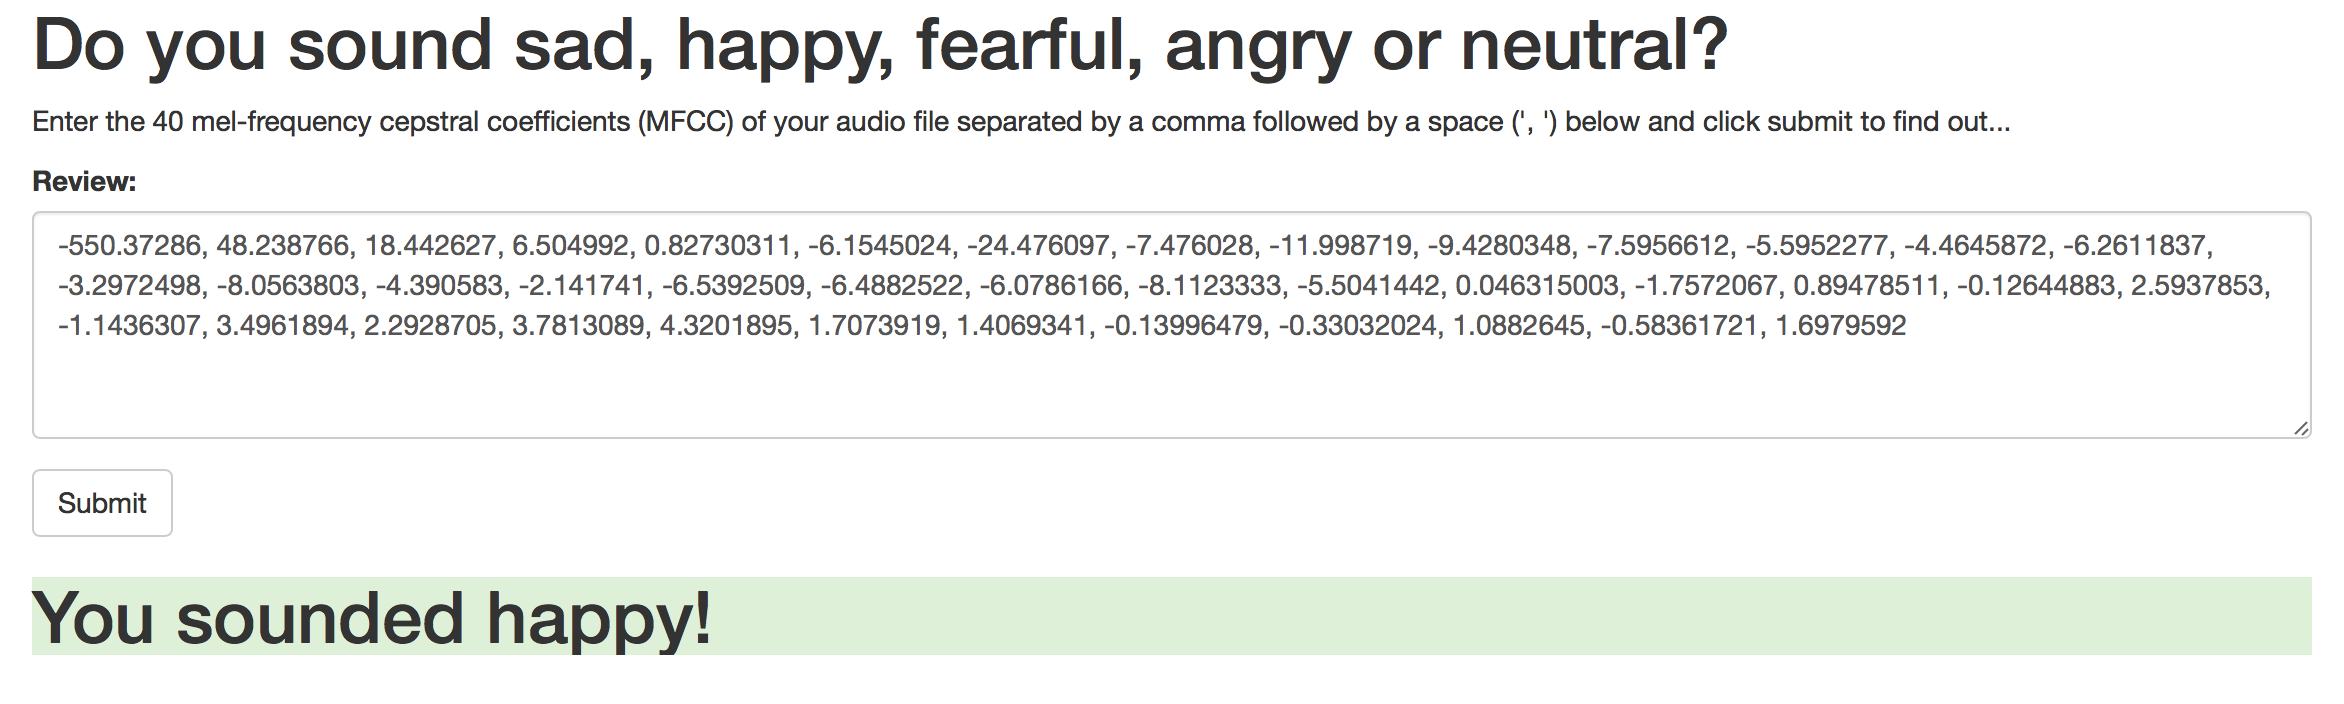 Do you sound sad, happy, fearful, angry or neutral?
Enter the 40 mel-frequency cepstral coefficients (MFCC) of your audio file separated by a comma followed by a space (', ') below and click submit to find out...
Review:
-550.37286, 48.238766, 18.442627, 6.504992, 0.82730311, -6.1545024, -24.476097, -7.476028, -11.998719, -9.4280348, -7.5956612, -5.5952277, -4.4645872, -6.2611837,
-3.2972498, -8.0563803, -4.390583, -2.141741, -6.5392509, -6.4882522, -6.0786166, -8.1123333, -5.5041442, 0.046315003, -1.7572067, 0.89478511, -0.12644883, 2.5937853,
-1.1436307, 3.4961894, 2.2928705, 3.7813089, 4.3201895, 1.7073919, 1.4069341, -0.13996479, -0.33032024, 1.0882645, -0.58361721, 1.6979592
Submit
You sounded happy!